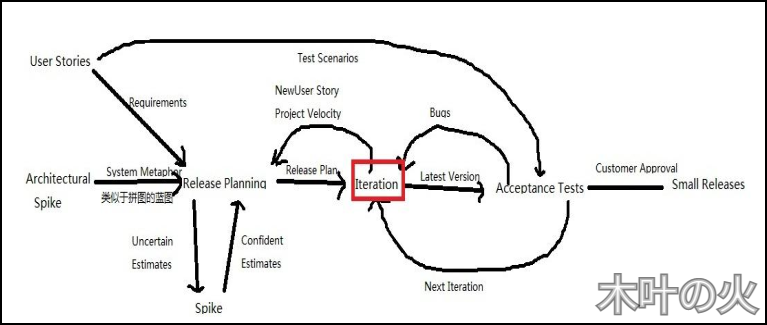 User Stories
Test Scenarios
Requirements
NewUser Story
Project Velocity
Bugs
Architectural
Spike
System Metaphor
类似于拼图的蓝图
Release Planning
Release Plan
Iteration
Latest Version
Acceptance Tests
Customer Approval
Small Releases
Uncertain
Estimates
Confident
Estimates
Spike
Next Iteration
木叶の火